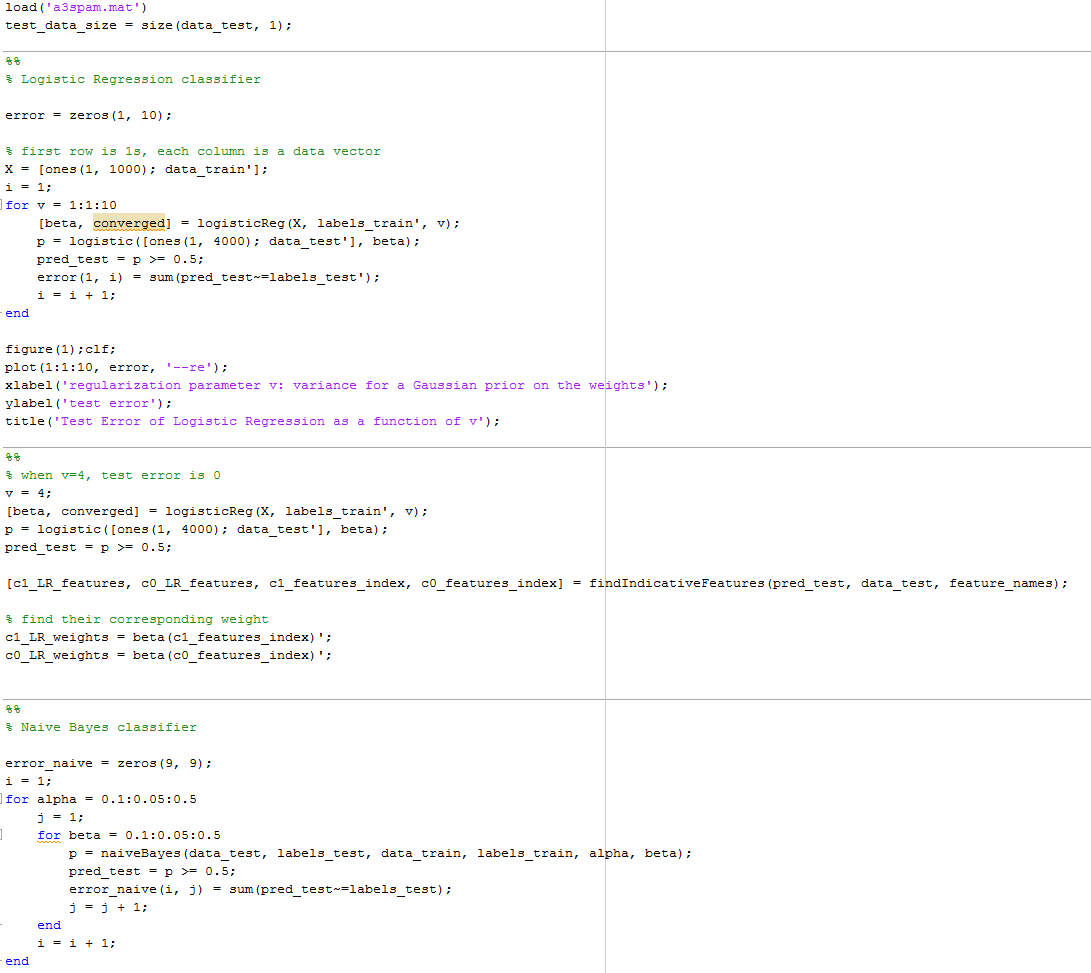 load('a3spam.mat')
test_data_size = size(data_test, 1);
%%
% Logistic Regression classifier
error = zeros(1, 10);
% first row is 1s, each column is a data vector
X = [ones(1, 1000); data_train'];
i = 1;
for v = 1:1:10
    [beta, converged] = logisticReg(X, labels_train', v);
    p = logistic([ones(1, 4000); data_test'], beta);
    pred_test = p >= 0.5;
    error(1, i) = sum(pred_test~=labels_test');
    i = i + 1;
end
figure(1);clf;
plot(1:1:10, error, '--re');
xlabel('regularization parameter v: variance for a Gaussian prior on the weights');
ylabel('test error');
title('Test Error of Logistic Regression as a function of v');
%%
% when v=4, test error is 0
v = 4;
[beta, converged] = logisticReg(X, labels_train', v);
p = logistic([ones(1, 4000); data_test'], beta);
pred_test = p >= 0.5;
[c1_LR_features, c0_LR_features, c1_features_index, c0_features_index] = findIndicativeFeatures(pred_test, data_test, feature_names);
% find their corresponding weight
c1_LR_weights = beta(c1_features_index)';
c0_LR_weights = beta(c0_features_index)';
%%
% Naive Bayes classifier
error_naive = zeros(9, 9);
i = 1;
for alpha = 0.1:0.05:0.5
    j = 1;
    for beta = 0.1:0.05:0.5
        p = naiveBayes(data_test, labels_test, data_train, labels_train, alpha, beta);
        pred_test = p >= 0.5;
        error_naive(i, j) = sum(pred_test~=labels_test);
        j = j + 1;
    end
    i = i + 1;
end